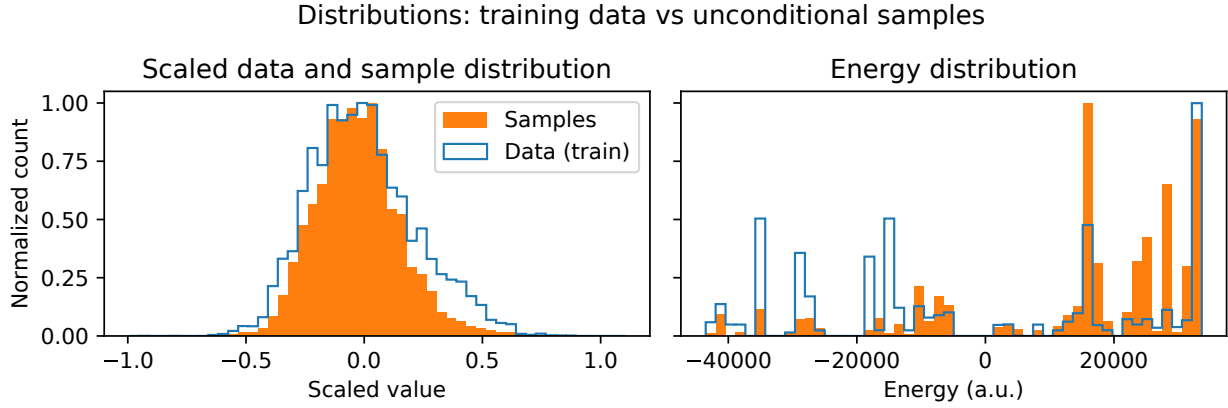 Distributions: training data vs unconditional samples
Scaled data and sample distribution
Energy distribution
Normalized count
1.00
0.75
0.50
0.25
0.00
Samples
Data (train)
−1.0 −0.5 0.0 0.5 1.0
Scaled value
−40000 −20000 0 20000
Energy (a.u.)